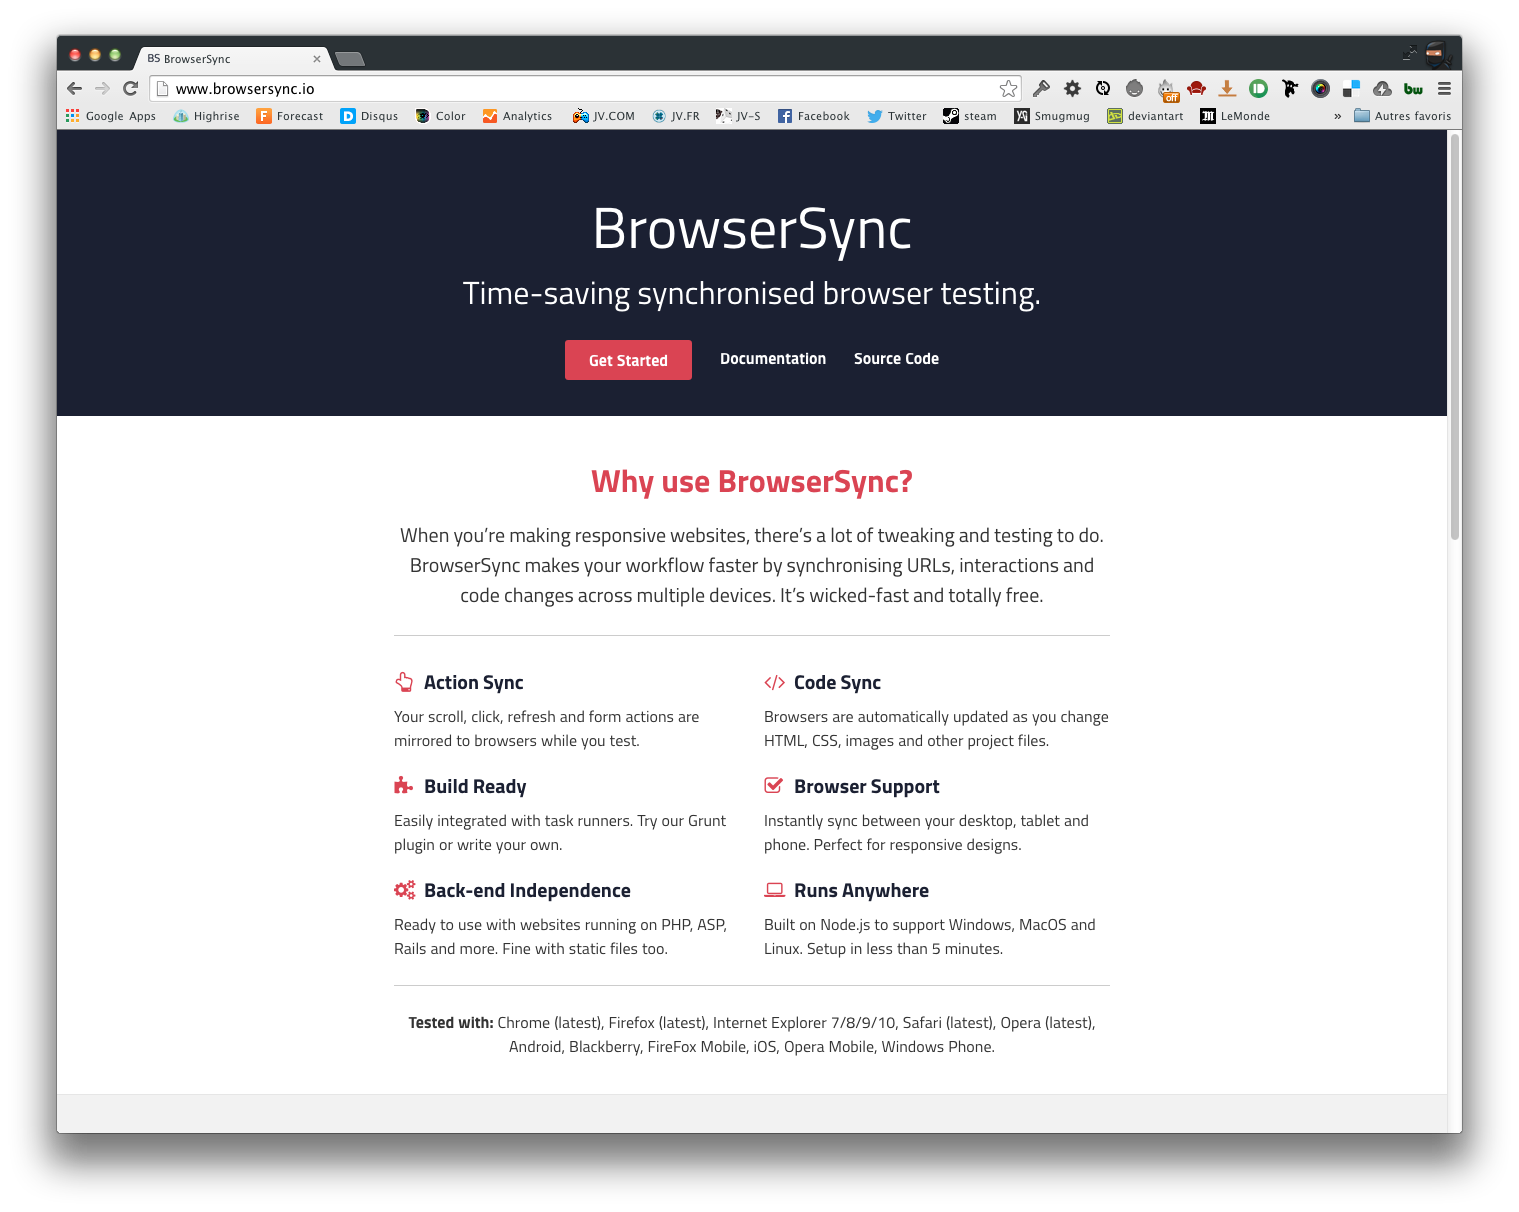 BS BrowserSync
www.browsersync.io
off
bw
Google Apps Highrise Forecast Disqus Color Analytics JV.COM JV.FR JV-S Facebook Twitter steam Smugmug deviantart LeMonde » Autres favoris
BrowserSync
Time-saving synchronised browser testing.
Get Started Documentation Source Code
Why use BrowserSync?
When you’re making responsive websites, there’s a lot of tweaking and testing to do.
BrowserSync makes your workflow faster by synchronising URLs, interactions and
code changes across multiple devices. It’s wicked-fast and totally free.
Action Sync
Your scroll, click, refresh and form actions are
mirrored to browsers while you test.
Code Sync
Browsers are automatically updated as you change
HTML, CSS, images and other project files.
Build Ready
Easily integrated with task runners. Try our Grunt
plugin or write your own.
Browser Support
Instantly sync between your desktop, tablet and
phone. Perfect for responsive designs.
Back-end Independence
Ready to use with websites running on PHP, ASP,
Rails and more. Fine with static files too.
Runs Anywhere
Built on Node.js to support Windows, MacOS and
Linux. Setup in less than 5 minutes.
Tested with: Chrome (latest), Firefox (latest), Internet Explorer 7/8/9/10, Safari (latest), Opera (latest),
Android, Blackberry, FireFox Mobile, iOS, Opera Mobile, Windows Phone.